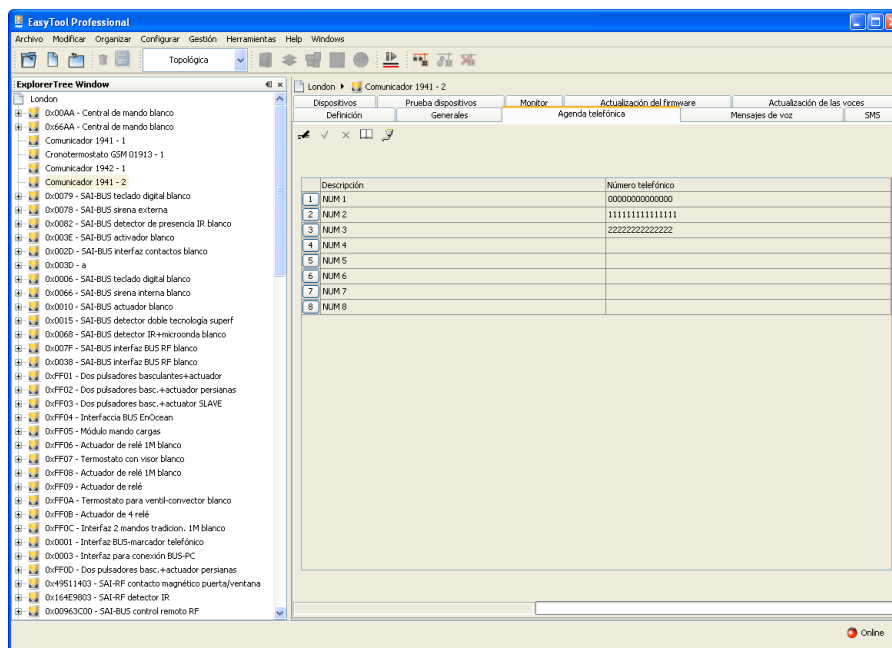 EasyTool Professional
Archivo Modificar Organizar Configurar Gestión Herramientas Help Windows
Topológica
ExplorerTree Window
London
0x00AA - Central de mando blanco
0x66AA - Central de mando blanco
Comunicador 1941 - 1
Cronotermostato GSM 01913 - 1
Comunicador 1942 - 1
Comunicador 1941 - 2
0x0079 - SAI-BUS teclado digital blanco
0x0078 - SAI-BUS sirena externa
0x0082 - SAI-BUS detector de presencia IR blanco
0x003E - SAI-BUS activador blanco
0x002D - SAI-BUS interfaz contactos blanco
0x003D - a
0x0006 - SAI-BUS teclado digital blanco
0x0066 - SAI-BUS sirena interna blanco
0x0010 - SAI-BUS actuador blanco
0x0015 - SAI-BUS detector doble tecnología superf
0x0068 - SAI-BUS detector IR+microonda blanco
0x007F - SAI-BUS interfaz BUS RF blanco
0x0038 - SAI-BUS interfaz BUS RF blanco
0xFF01 - Dos pulsadores basculantes+actuador
0xFF02 - Dos pulsadores basc.+actuador persianas
0xFF03 - Dos pulsadores basc.+actuator SLAVE
0xFF04 - Interfaccia BUS EnOcean
0xFF05 - Módulo mando cargas
0xFF06 - Actuador de relé 1M blanco
0xFF07 - Termostato con visor blanco
0xFF08 - Actuador de relé 1M blanco
0xFF09 - Actuador de relé
0xFF0A - Termostato para ventil-convector blanco
0xFF0B - Actuador de 4 relé
0xFF0C - Interfaz 2 mandos tradicion. 1M blanco
0x0001 - Interfaz BUS-marcador telefónico
0x0003 - Interfaz para conexión BUS-PC
0xFF0D - Dos pulsadores basc.+actuador persianas
0x49511403 - SAI-RF contacto magnético puerta/ventana
0x164E9803 - SAI-RF detector IR
0x00963C00 - SAI-BUS control remoto RF
London Comunicador 1941 - 2
Dispositivos Prueba dispositivos Monitor Actualización del firmware Actualización de las voces
Definición Generales Agenda telefónica Mensajes de voz SMS
Descripción Número telefónico
1 NUM 1 00000000000000
2 NUM 2 111111111111111
3 NUM 3 22222222222222
4 NUM 4
5 NUM 5
6 NUM 6
7 NUM 7
8 NUM 8
Online